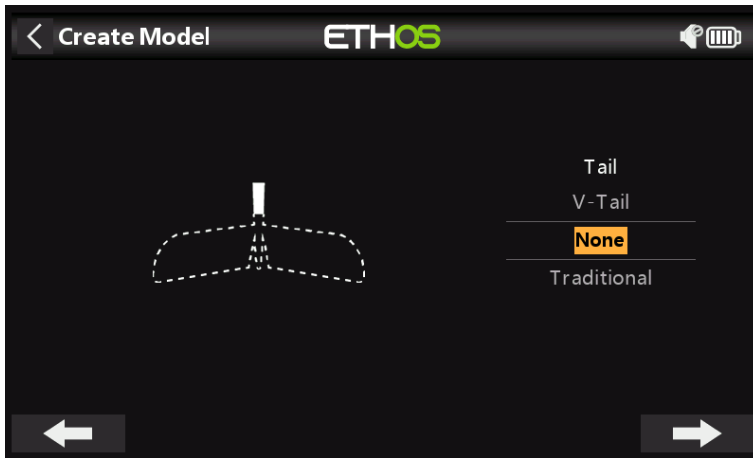 Create Model
ETHOS
Tail
V-Tail
None
Traditional